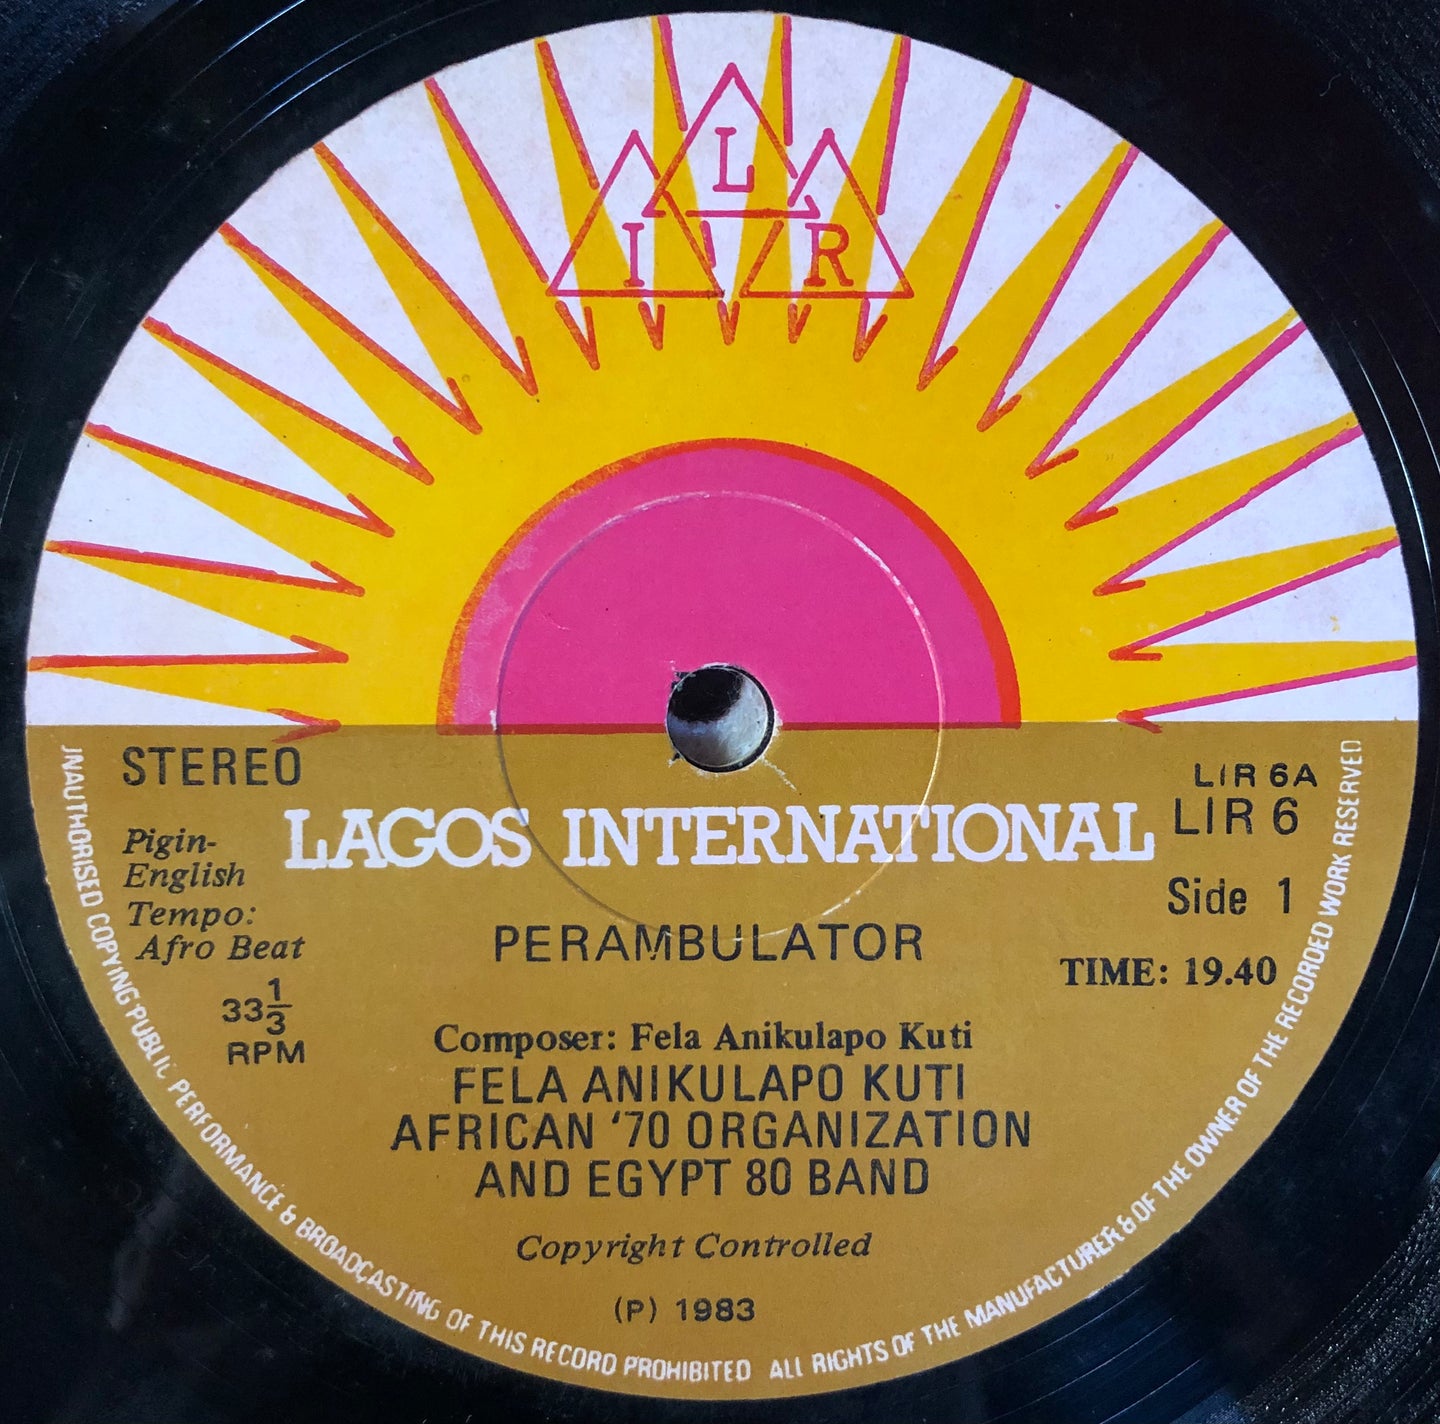 L
I R
STEREO
LIR 6A
LAGOS INTERNATIONAL
LIR 6
Pigin-
English
Tempo:
Afro Beat
Side 1
PERAMBULATOR
TIME: 19.40
33 1/3
RPM
Composer: Fela Anikulapo Kuti
FELA ANIKULAPO KUTI
AFRICAN '70 ORGANIZATION
AND EGYPT 80 BAND
Copyright Controlled
(P) 1983
JNAUTHORISED COPYING PUBLIC PERFORMANCE & BROADCASTING OF THIS RECORD PROHIBITED ALL RIGHTS OF THE MANUFACTURER & OF THE OWNER OF THE RECORDED WORK RESERVED